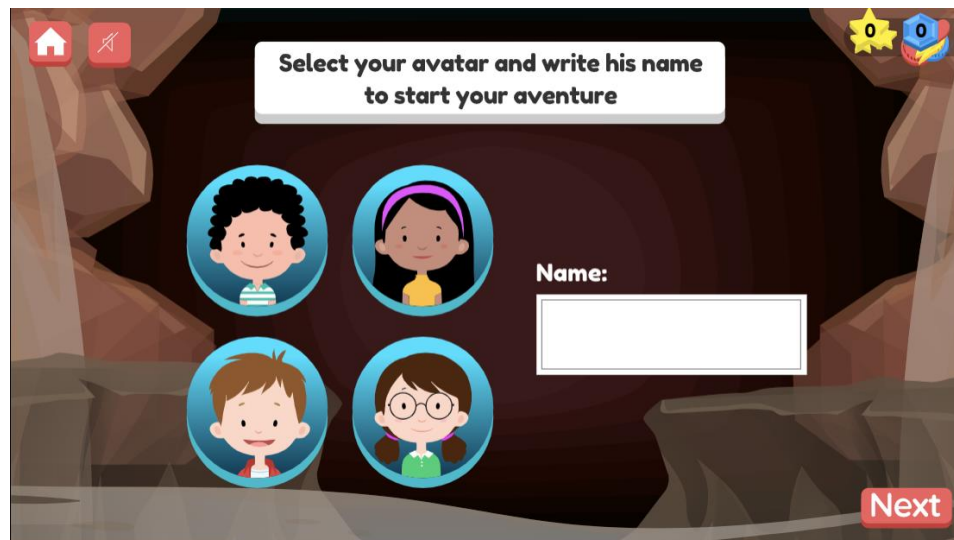 0 0
Select your avatar and write his name
to start your aventure
Name:
Next